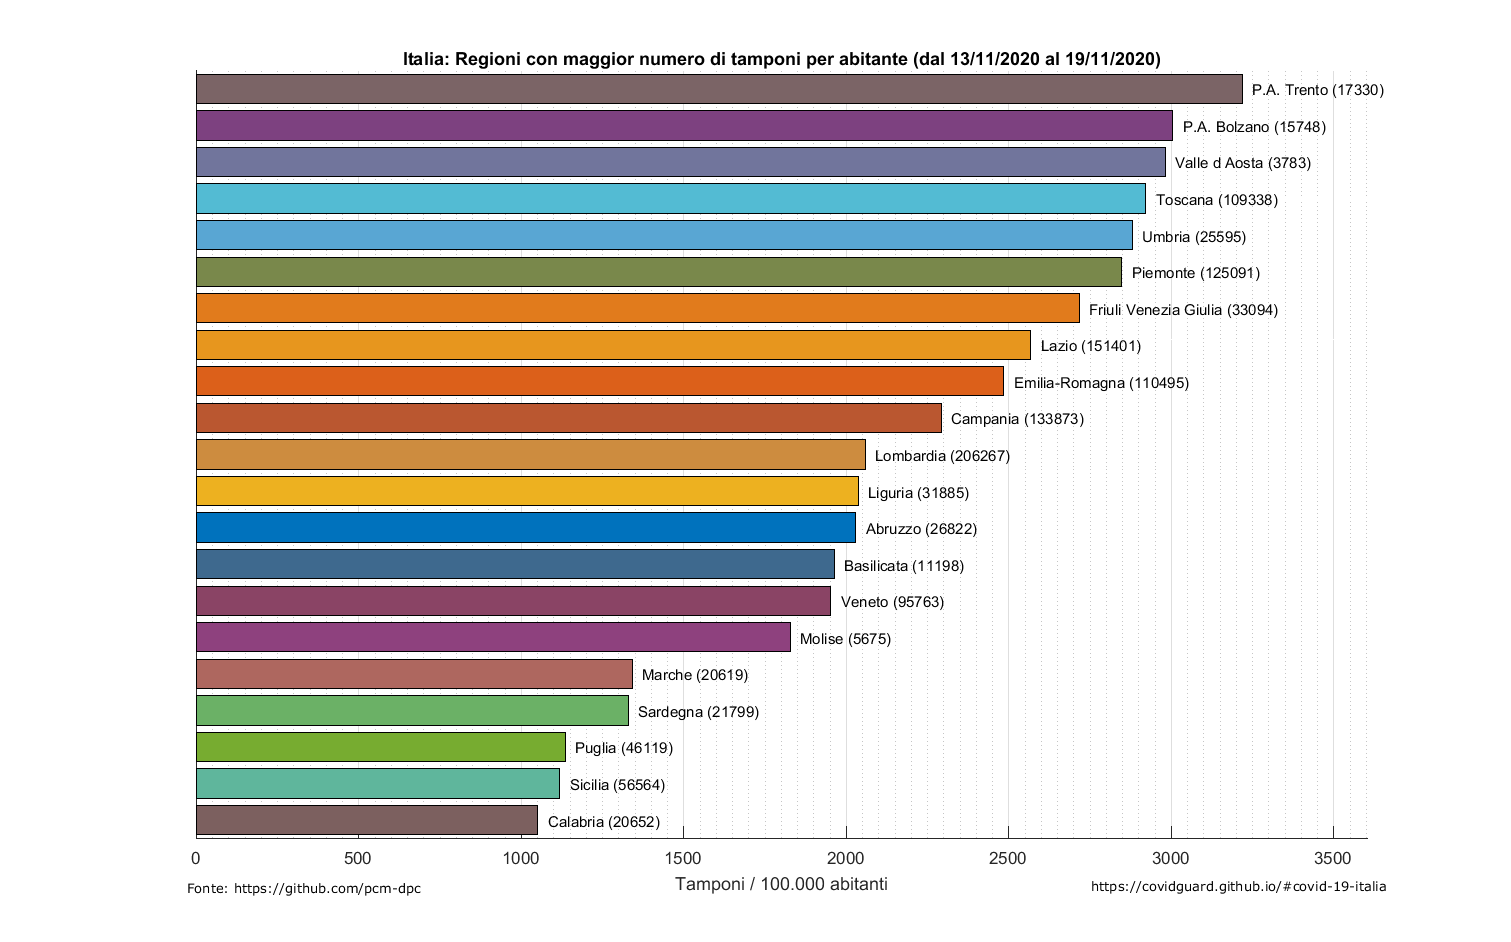 Italia: Regioni con maggior numero di tamponi per abitante (dal 13/11/2020 al 19/11/2020)
P.A. Trento (17330)
P.A. Bolzano (15748)
Valle d Aosta (3783)
Toscana (109338)
Umbria (25595)
Piemonte (125091)
Friuli Venezia Giulia (33094)
Lazio (151401)
Emilia-Romagna (110495)
Campania (133873)
Lombardia (206267)
Liguria (31885)
Abruzzo (26822)
Basilicata (11198)
Veneto (95763)
Molise (5675)
Marche (20619)
Sardegna (21799)
Puglia (46119)
Sicilia (56564)
Calabria (20652)
0 500 1000 1500 2000 2500 3000 3500
Tamponi / 100.000 abitanti
Fonte: https://github.com/pcm-dpc
https://covidguard.github.io/#covid-19-italia